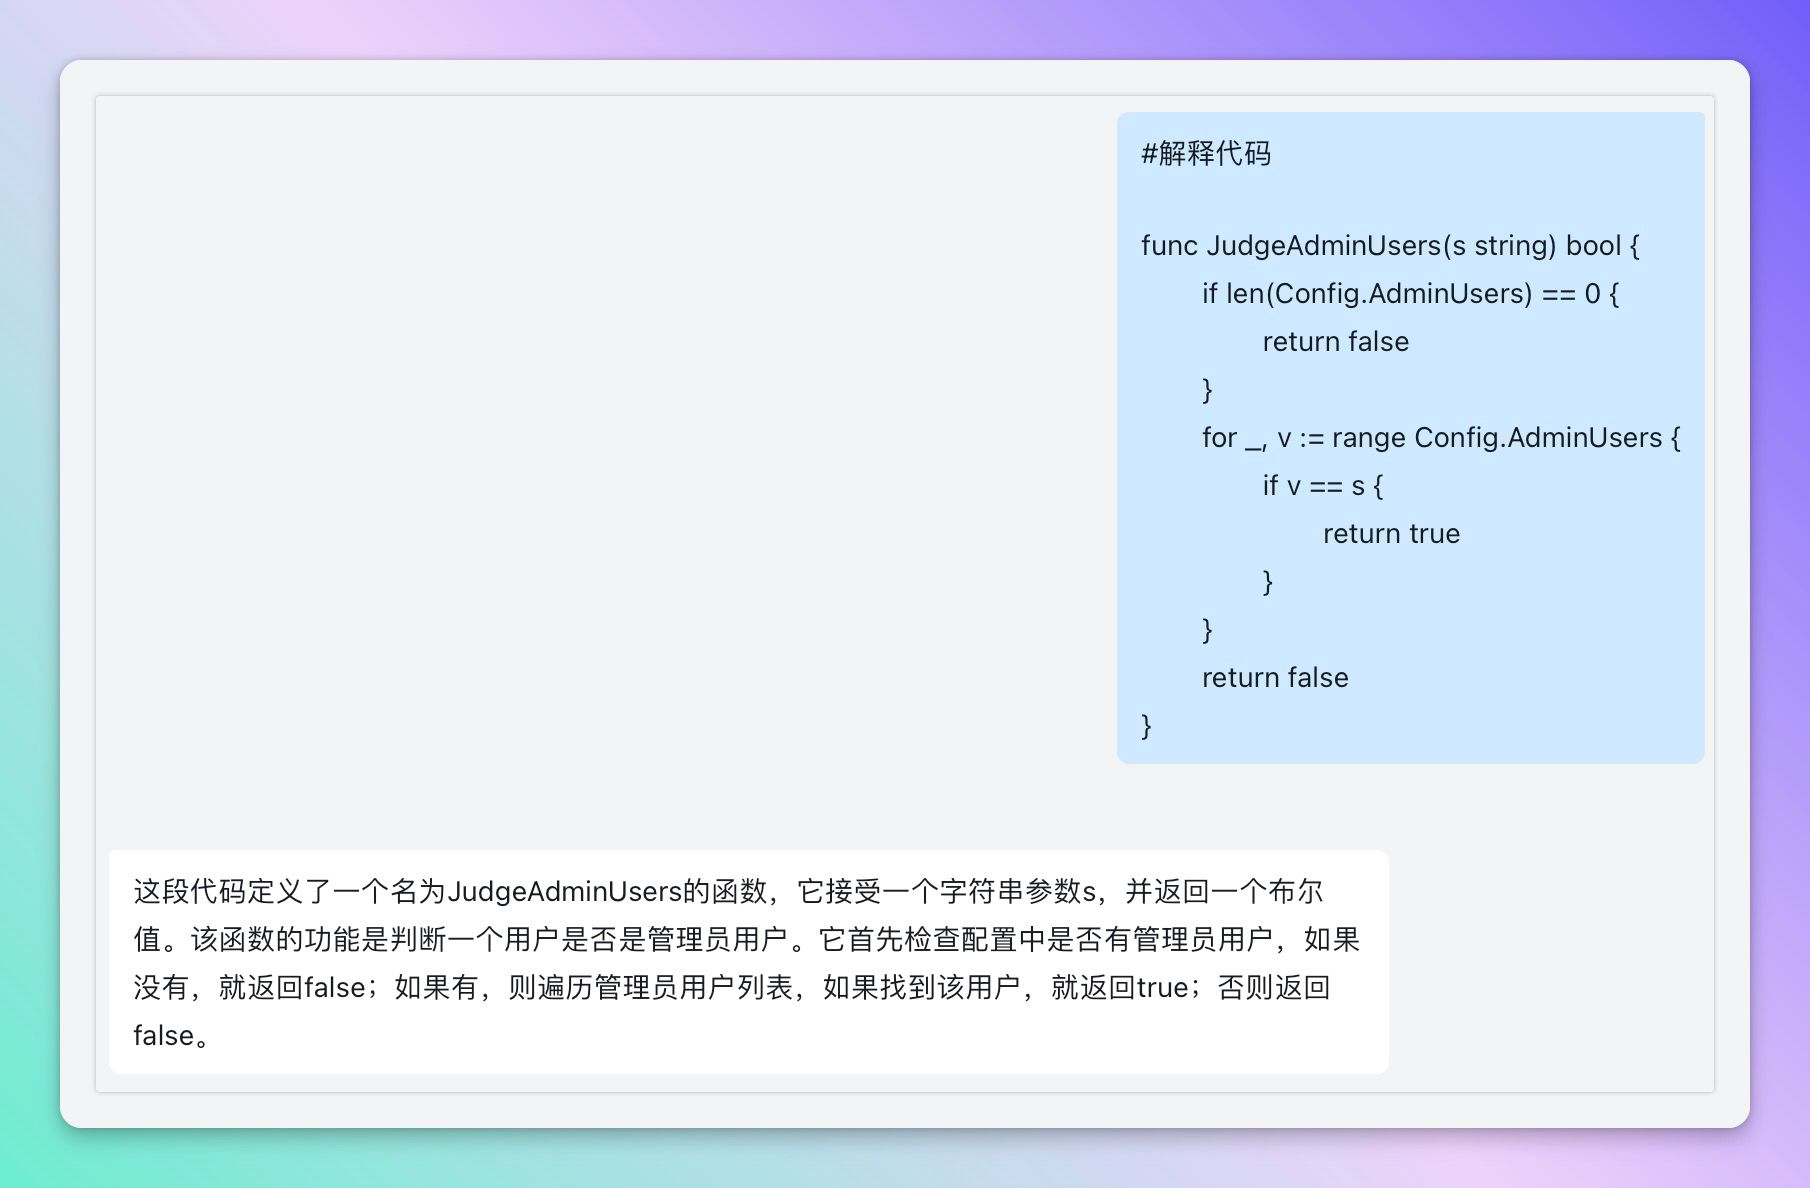 #解释代码
func JudgeAdminUsers(s string) bool {
if len(Config.AdminUsers) == 0 {
return false
}
for _, v := range Config.AdminUsers {
if v == s {
return true
}
}
return false
}
这段代码定义了一个名为JudgeAdminUsers的函数，它接受一个字符串参数s，并返回一个布尔
值。该函数的功能是判断一个用户是否是管理员用户。它首先检查配置中是否有管理员用户，如果
没有，就返回false；如果有，则遍历管理员用户列表，如果找到该用户，就返回true；否则返回
false。